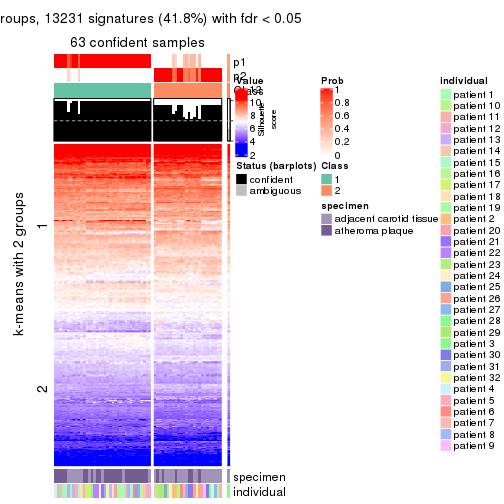 roups, 13231 signatures (41.8%) with fdr < 0.05
63 confident samples
k-means with 2 groups
1
2
p1
p2
Class
Silhouette
score
specimen
individual
Value
12
10
8
6
4
2
Status (barplots)
confident
ambiguous
Prob
1
0.8
0.6
0.4
0.2
0
Class
1
2
specimen
adjacent carotid tissue
atheroma plaque
individual
patient 1
patient 10
patient 11
patient 12
patient 13
patient 14
patient 15
patient 16
patient 17
patient 18
patient 19
patient 2
patient 20
patient 21
patient 22
patient 23
patient 24
patient 25
patient 26
patient 27
patient 28
patient 29
patient 3
patient 30
patient 31
patient 32
patient 4
patient 5
patient 6
patient 7
patient 8
patient 9